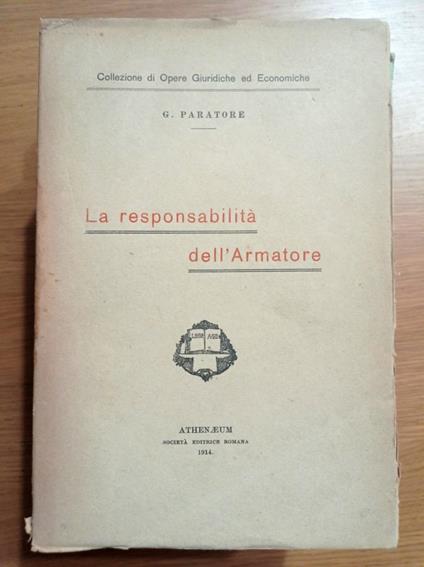 Collezione di Opere Giuridiche ed Economiche
G. PARATORE
La responsabilità
dell'Armatore
ATHENÆUM
SOCIETÀ EDITRICE ROMANA
1914.